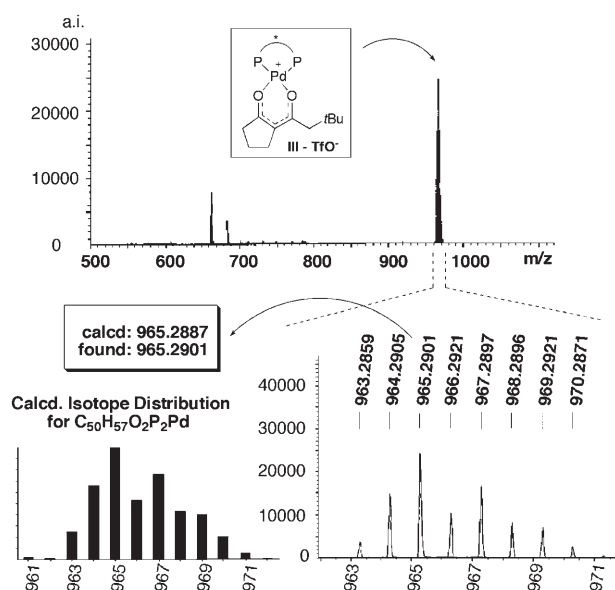 a.i.
30000
20000
10000
0
500
600
700
800
900
1000
m/z
*
P
P
+
Pd
O
O
tBu
III - TfO⁻
calcd: 965.2887
found: 965.2901
Calcd. Isotope Distribution
for C₅₀H₅₇O₂P₂Pd
961
963
965
967
969
971
963.2859
964.2905
965.2901
966.2921
967.2897
968.2896
969.2921
970.2871
40000
30000
20000
10000
0
963
965
967
969
971